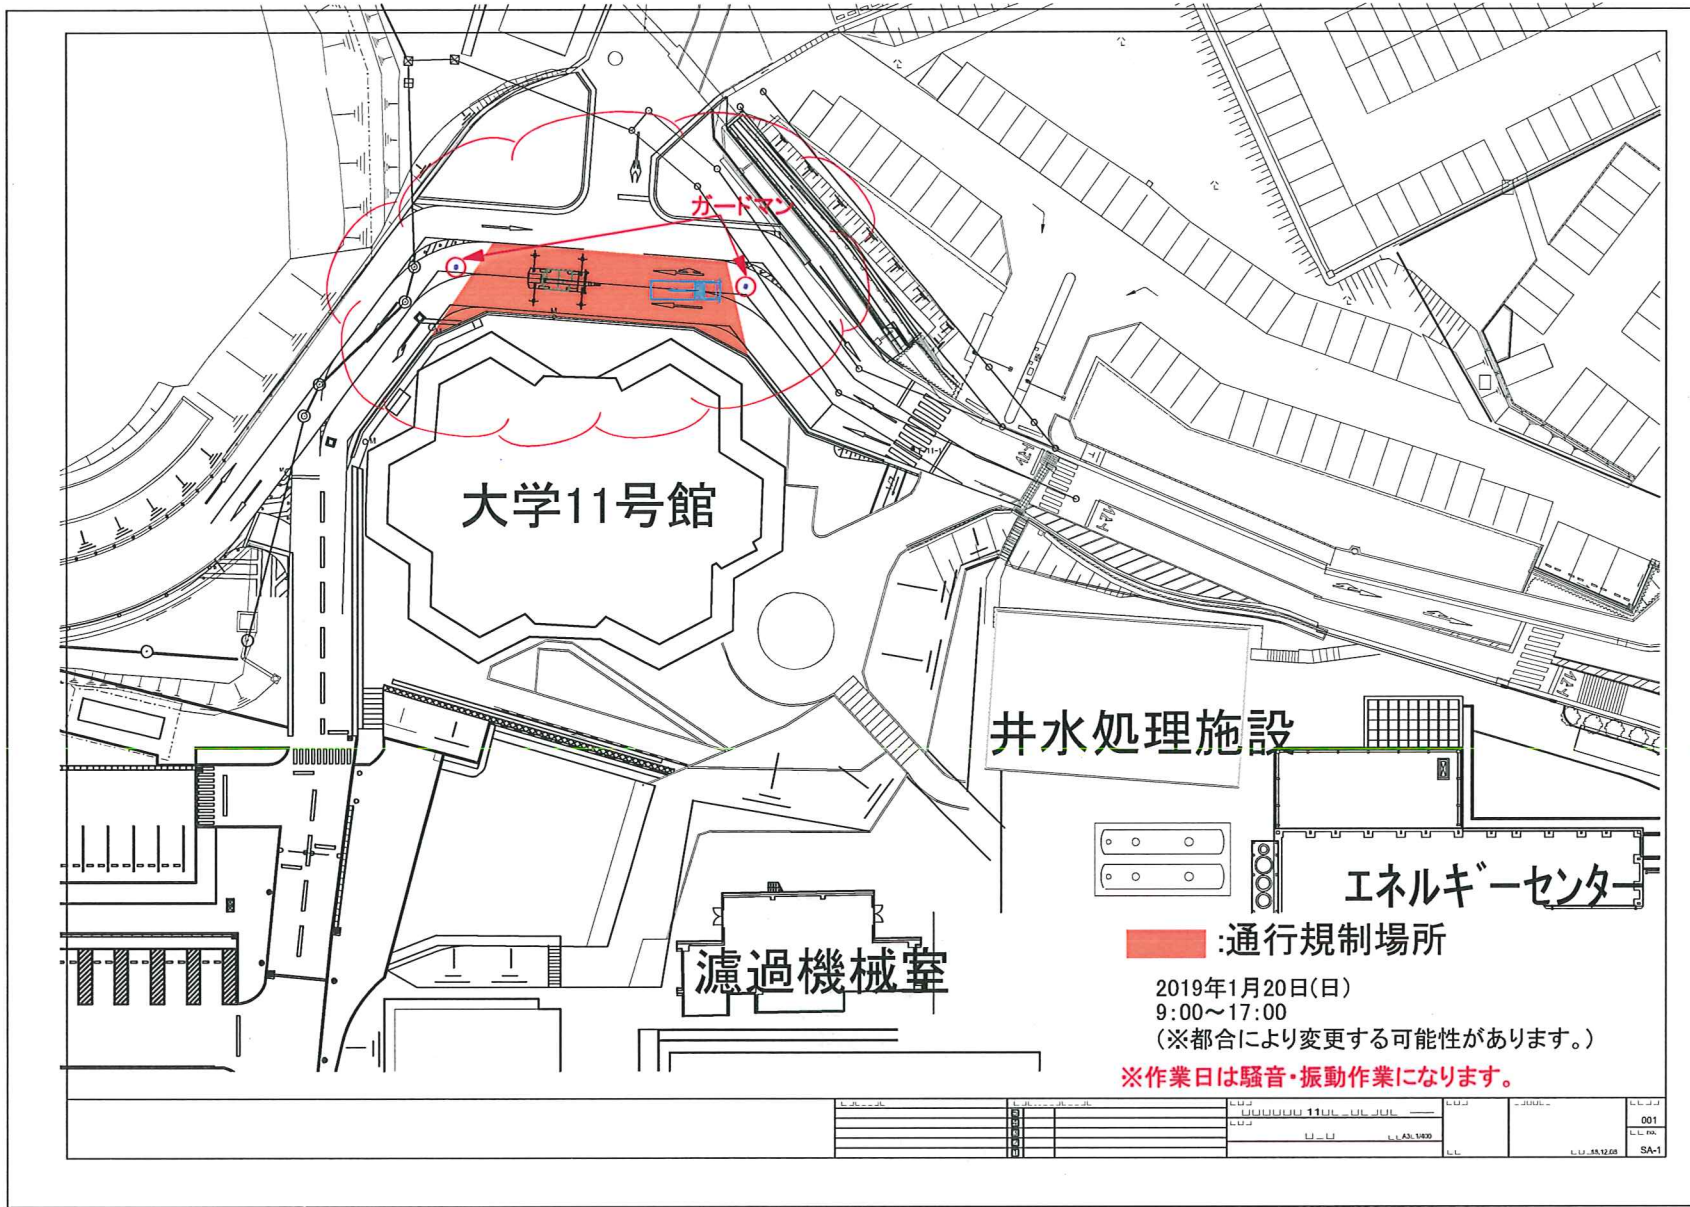 ガードマン
大学11号館
井水処理施設
エネルギーセンター
濾過機械室
:通行規制場所
2019年1月20日(日)
9:00～17:00
(※都合により変更する可能性があります。)
※作業日は騒音・振動作業になります。
11
A3: 1/400
001
SA-1